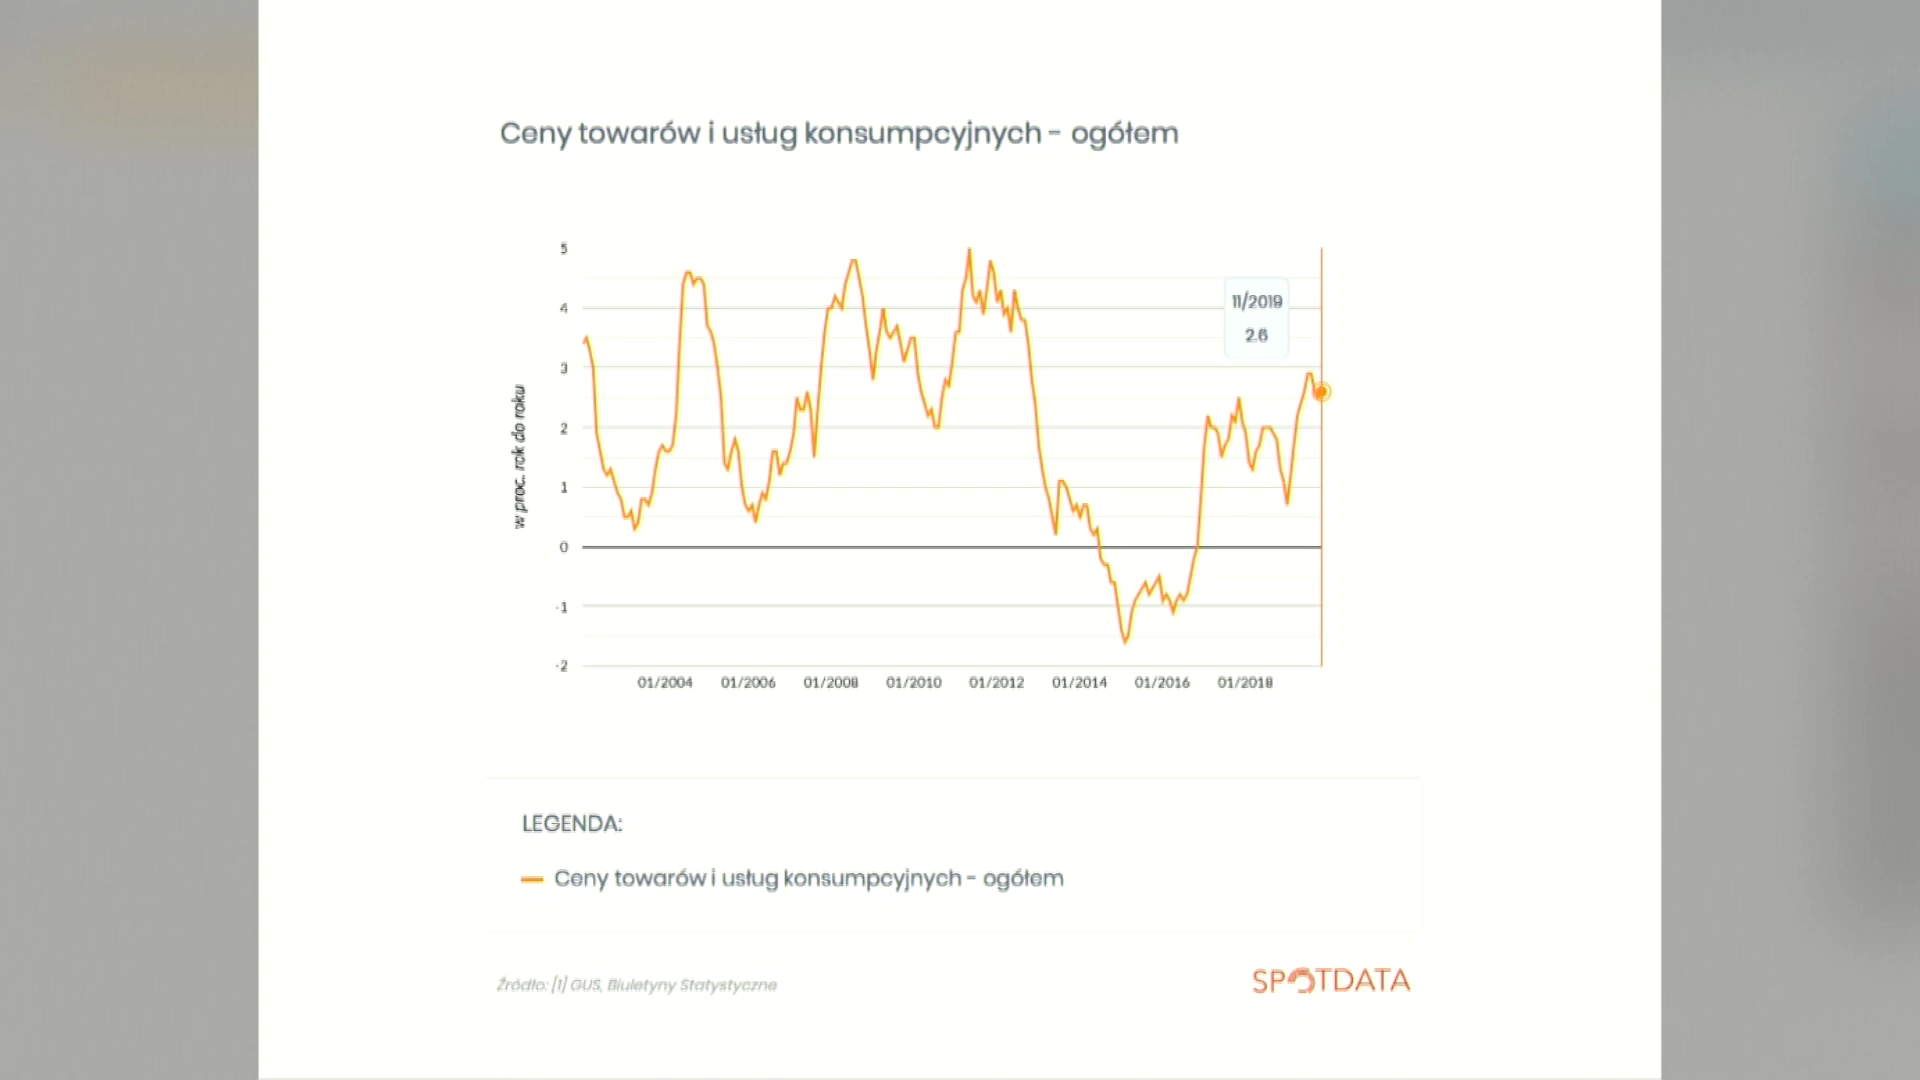 Ceny towarów i usług konsumpcyjnych - ogółem
5
4
3
2
1
0
-1
-2
w proc. rok do roku
11/2019
2.6
01/2004 01/2006 01/2008 01/2010 01/2012 01/2014 01/2016 01/2018
LEGENDA:
Ceny towarów i usług konsumpcyjnych - ogółem
Źródło: [1] GUS, Biuletyny Statystyczne
SPOTDATA